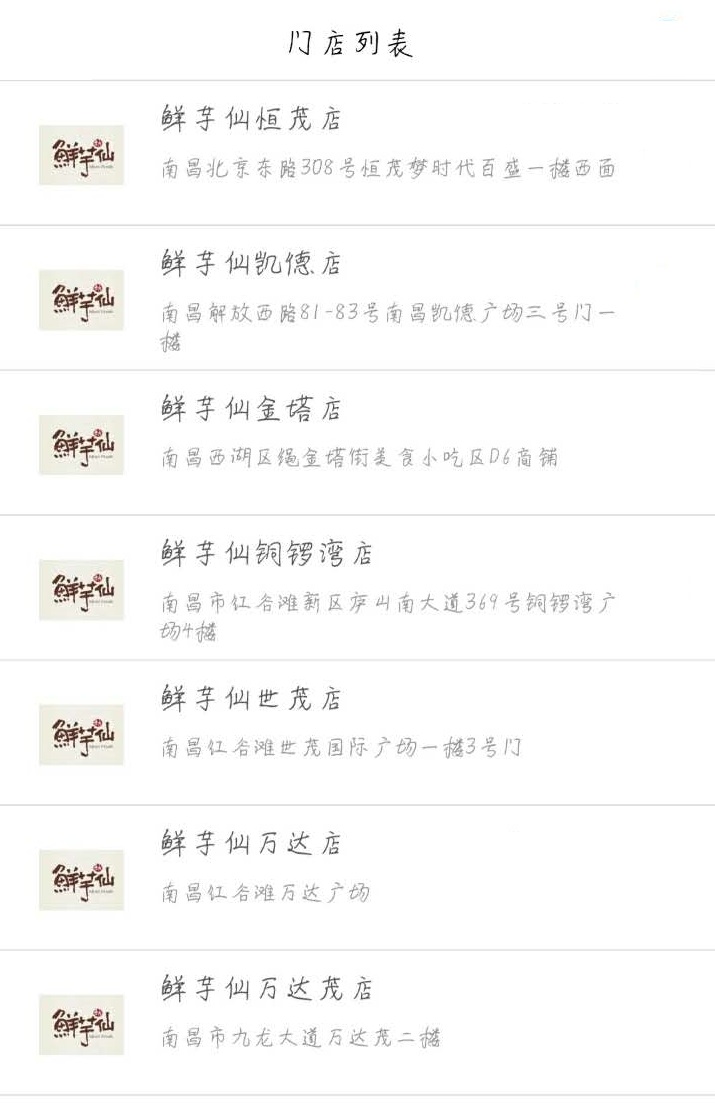 门店列表
鲜芋仙恒茂店
鲜芋仙
南昌北京东路308号恒茂梦时代百盛一楼西面
鲜芋仙凯德店
鲜芋仙
南昌解放西路81-83号南昌凯德广场三号门一
楼
鲜芋仙金塔店
鲜芋仙
南昌西湖区绳金塔街美食小吃区D6商铺
鲜芋仙铜锣湾店
鲜芋仙
南昌市红谷滩新区庐山南大道369号铜锣湾广
场4楼
鲜芋仙世茂店
鲜芋仙
南昌红谷滩世茂国际广场一楼3号门
鲜芋仙万达店
鲜芋仙
南昌红谷滩万达广场
鲜芋仙万达茂店
鲜芋仙
南昌市九龙大道万达茂二楼